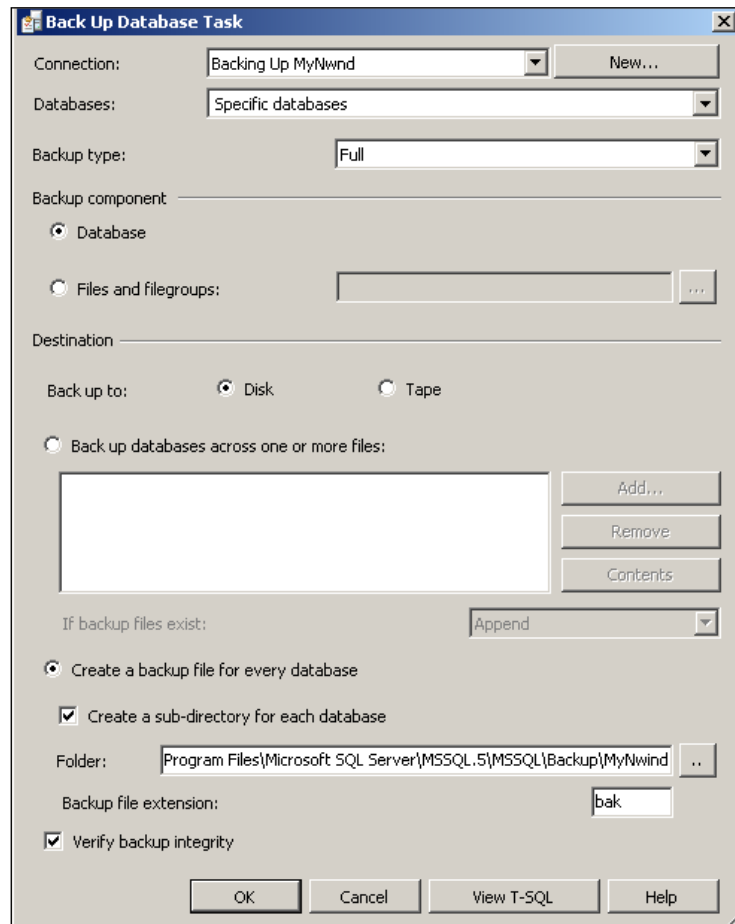 Back Up Database Task
Connection: Backing Up MyNwnd New...
Databases: Specific databases
Backup type: Full
Backup component
Database
Files and filegroups: ...
Destination
Back up to: Disk Tape
Back up databases across one or more files:
Add...
Remove
Contents
If backup files exist: Append
Create a backup file for every database
Create a sub-directory for each database
Folder: Program Files\Microsoft SQL Server\MSSQL.5\MSSQL\Backup\MyNwind ..
Backup file extension: bak
Verify backup integrity
OK Cancel View T-SQL Help